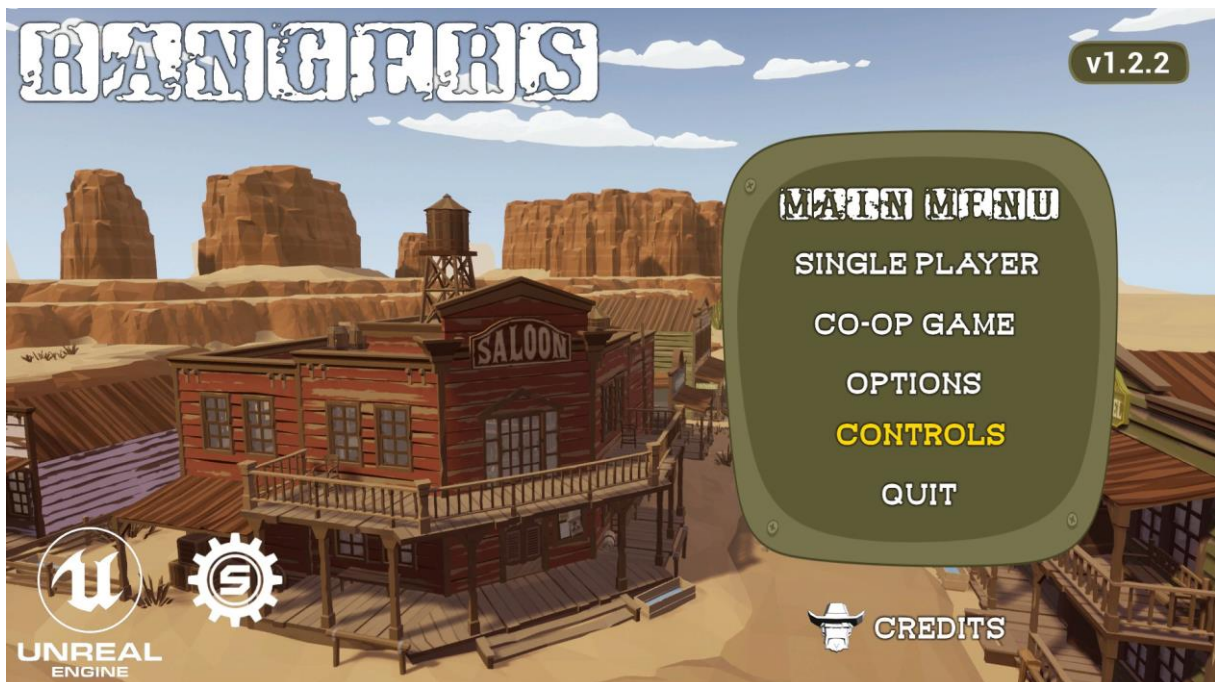 RANGERS
v1.2.2
MAIN MENU
SINGLE PLAYER
CO-OP GAME
OPTIONS
CONTROLS
QUIT
CREDITS
SALOON
S
UNREAL
ENGINE